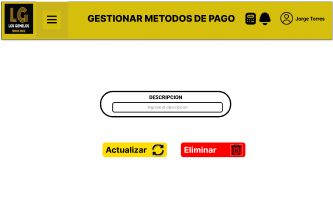 LG
LOS GEMELOS
GESTIONAR METODOS DE PAGO
Jorge Torres
DESCRIPCION
Ingrese el descripcion
Actualizar
Eliminar